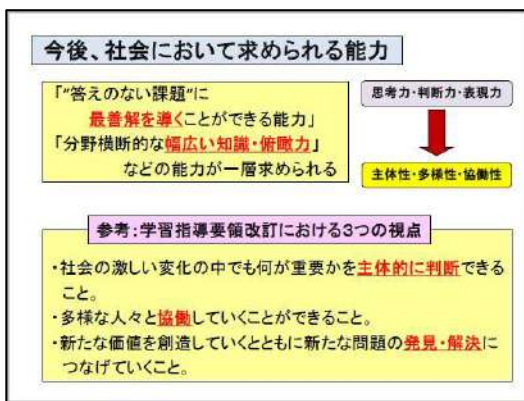 今後、社会において求められる能力
「"答えのない課題"に
最善解を導くことができる能力」
「分野横断的な幅広い知識・俯瞰力」
などの能力が一層求められる
思考力・判断力・表現力
主体性・多様性・協働性
参考:学習指導要領改訂における3つの視点
・社会の激しい変化の中でも何が重要かを主体的に判断できる
こと。
・多様な人々と協働していくことができること。
・新たな価値を創造していくとともに新たな問題の発見・解決に
つなげていくこと。